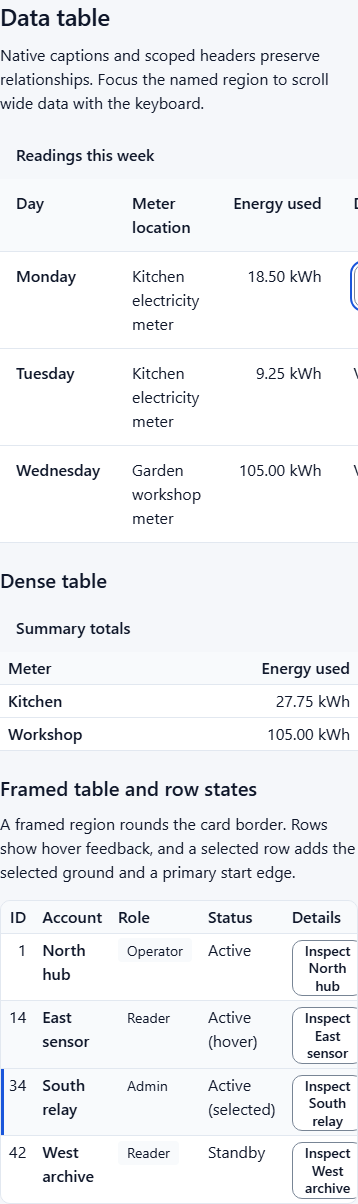 Data table
Native captions and scoped headers preserve
relationships. Focus the named region to scroll
wide data with the keyboard.
Readings this week
Day Meter location Energy used
Monday Kitchen electricity meter 18.50 kWh
Tuesday Kitchen electricity meter 9.25 kWh
Wednesday Garden workshop meter 105.00 kWh
Dense table
Summary totals
Meter Energy used
Kitchen 27.75 kWh
Workshop 105.00 kWh
Framed table and row states
A framed region rounds the card border. Rows
show hover feedback, and a selected row adds the
selected ground and a primary start edge.
ID Account Role Status Details
1 North hub Operator Active Inspect North hub
14 East sensor Reader Active (hover) Inspect East sensor
34 South relay Admin Active (selected) Inspect South relay
42 West archive Reader Standby Inspect West archive